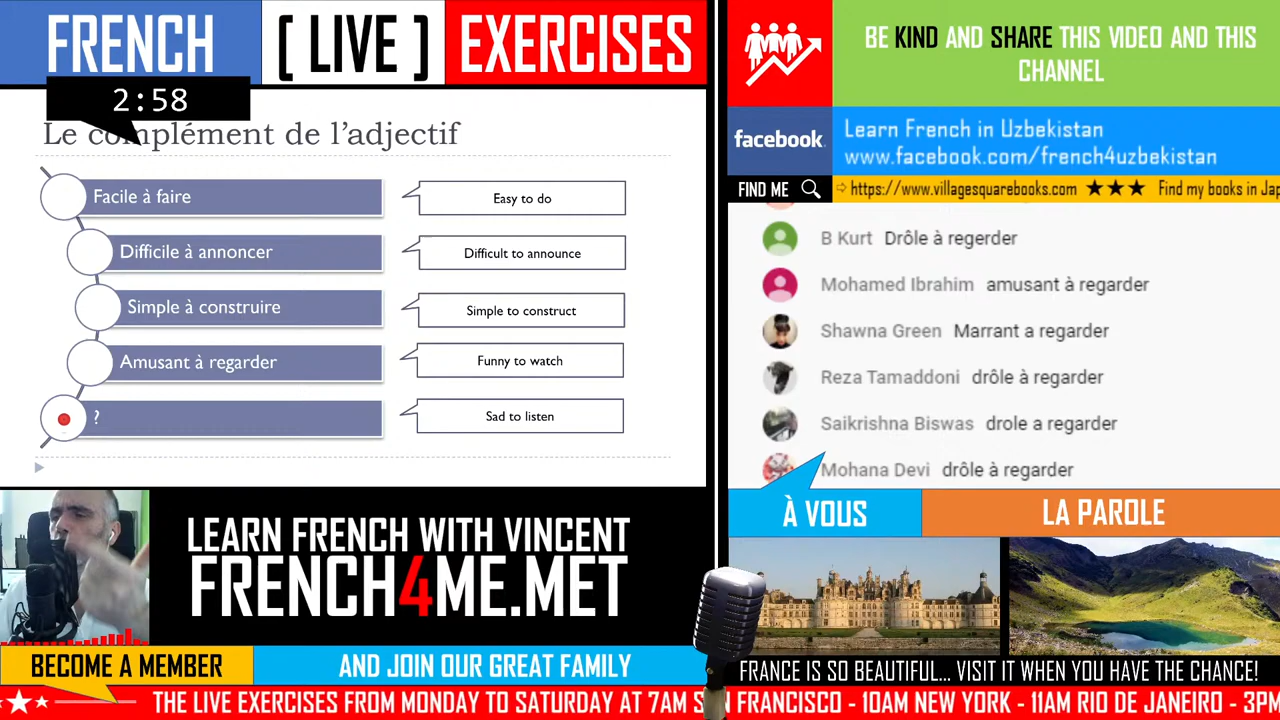 FRENCH [ LIVE ] EXERCISES
2:58
Le complément de l'adjectif
Facile à faire
Easy to do
Difficile à annoncer
Difficult to announce
Simple à construire
Simple to construct
Amusant à regarder
Funny to watch
?
Sad to listen
LEARN FRENCH WITH VINCENT
FRENCH4ME.MET
BECOME A MEMBER
AND JOIN OUR GREAT FAMILY
BE KIND AND SHARE THIS VIDEO AND THIS
CHANNEL
facebook.
Learn French in Uzbekistan
www.facebook.com/french4uzbekistan
FIND ME
https://www.villagesquarebooks.com ★★★ Find my books in Jap
B Kurt Drôle à regerder
Mohamed Ibrahim amusant à regarder
Shawna Green Marrant a regarder
Reza Tamaddoni drôle à regarder
Saikrishna Biswas drole a regarder
Mohana Devi drôle à regarder
À VOUS
LA PAROLE
FRANCE IS SO BEAUTIFUL... VISIT IT WHEN YOU HAVE THE CHANCE!
THE LIVE EXERCISES FROM MONDAY TO SATURDAY AT 7AM S N FRANCISCO - 10AM NEW YORK - 11AM RIO DE JANEIRO - 3PM